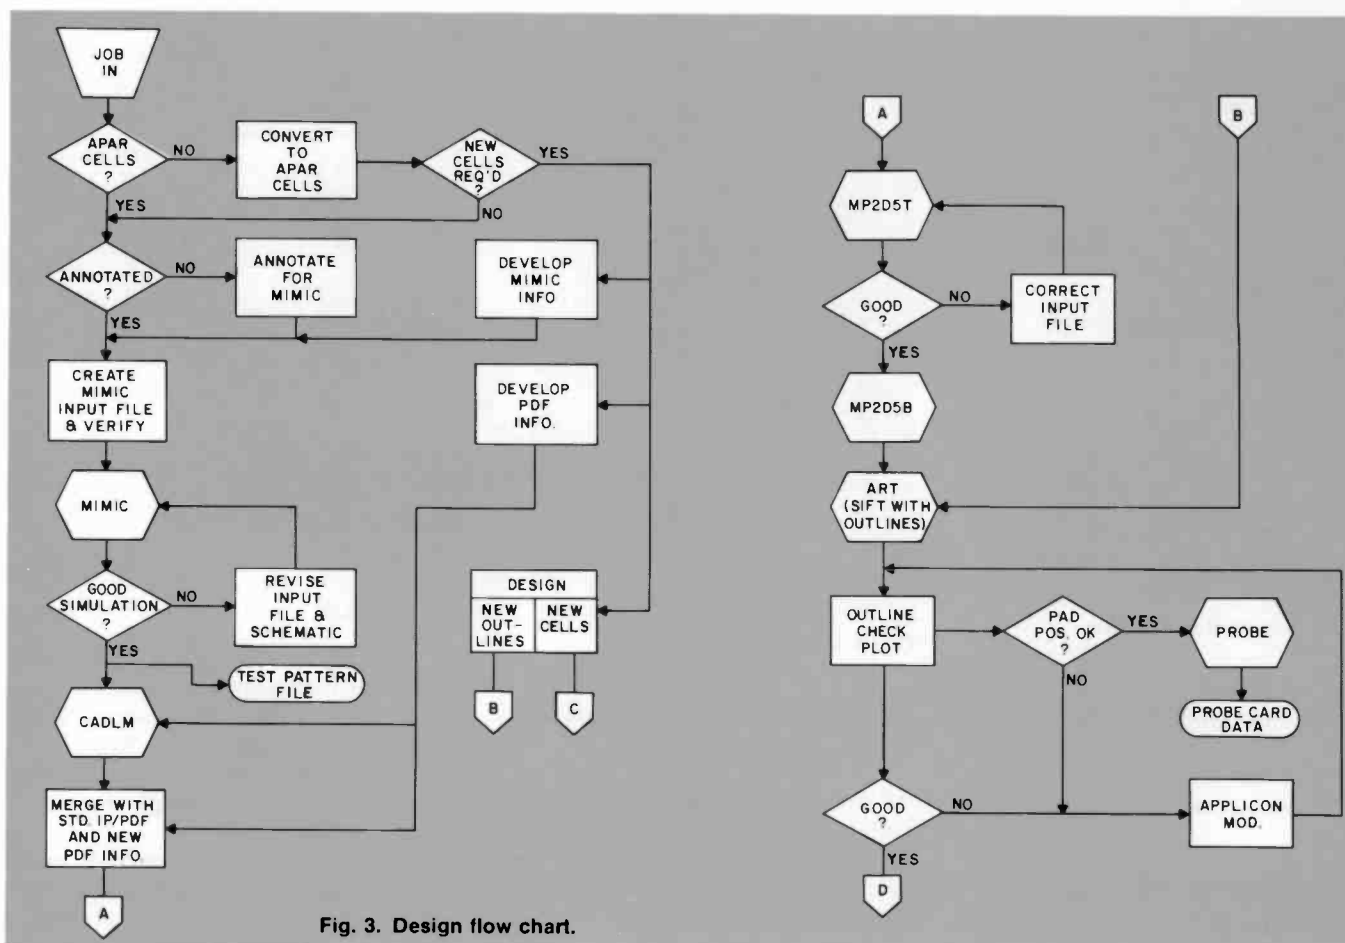 JOB
IN
APAR
CELLS
?
NO
CONVERT
TO
APAR
CELLS
NEW
CELLS
REQ'D
?
YES
NO
YES
ANNOTATED
?
NO
ANNOTATE
FOR
MIMIC
DEVELOP
MIMIC
INFO
YES
CREATE
MIMIC
INPUT FILE
& VERIFY
DEVELOP
PDF
INFO.
MIMIC
GOOD
SIMULATION
?
NO
REVISE
INPUT
FILE &
SCHEMATIC
YES
TEST PATTERN
FILE
DESIGN
NEW
OUT-
LINES
NEW
CELLS
B
C
CADLM
MERGE WITH
STD. IP/PDF
AND NEW
PDF INFO.
A
A
B
MP2D5T
GOOD
?
NO
CORRECT
INPUT
FILE
YES
MP2D5B
ART
(SIFT WITH
OUTLINES)
OUTLINE
CHECK
PLOT
PAD
POS. OK
?
YES
PROBE
NO
PROBE CARD
DATA
GOOD
?
NO
APPLICON
MOD.
YES
D
Fig. 3. Design flow chart.